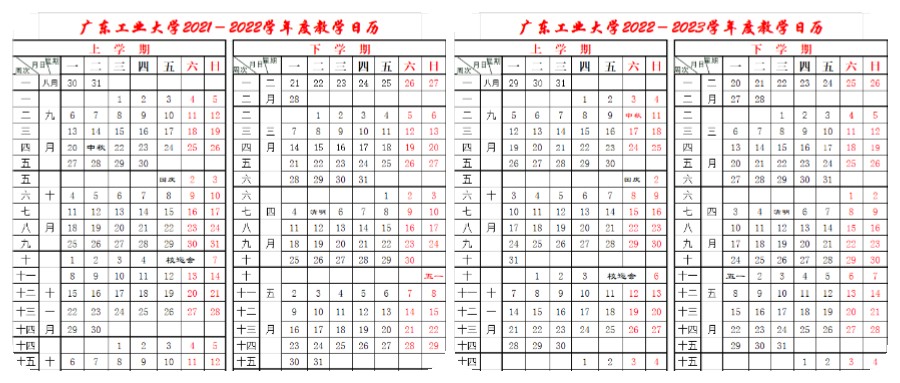 广东工业大学2021-2022学年度教学日历
上 学 期
周次 月日 星期 一 二 三 四 五 六 日
一 八月 30 31
一 1 2 3 4 5
二 九 6 7 8 9 10 11 12
三 13 14 15 16 17 18 19
四 月 20 中秋 22 23 24 25 26
五 27 28 29 30
五 国庆 2 3
六 十 4 5 6 7 8 9 10
七 11 12 13 14 15 16 17
八 月 18 19 20 21 22 23 24
九 25 26 27 28 29 30 31
十 1 2 3 4 校运会 7
十一 8 9 10 11 12 13 14
十二 十 15 16 17 18 19 20 21
十三 一 22 23 24 25 26 27 28
十四 月 29 30
十四 1 2 3 4 5
十五 十 6 7 8 9 10 11 12
下 学 期
周次 月日 星期 一 二 三 四 五 六 日
一 二 21 22 23 24 25 26 27
二 月 28
二 1 2 3 4 5 6
三 三 7 8 9 10 11 12 13
四 月 14 15 16 17 18 19 20
五 21 22 23 24 25 26 27
六 28 29 30 31
六 1 2 3
七 四 4 清明 6 7 8 9 10
八 11 12 13 14 15 16 17
九 月 18 19 20 21 22 23 24
十 25 26 27 28 29 30
十 五一
十一 五 2 3 4 5 6 7 8
十二 9 10 11 12 13 14 15
十三 月 16 17 18 19 20 21 22
十四 23 24 25 26 27 28 29
十五 30 31
广东工业大学2022-2023学年度教学日历
上 学 期
周次 月日 星期 一 二 三 四 五 六 日
一 八月 29 30 31
一 1 2 3 4
二 九 5 6 7 8 9 中秋 11
三 12 13 14 15 16 17 18
四 月 19 20 21 22 23 24 25
五 26 27 28 29 30
五 国庆 2
六 十 3 4 5 6 7 8 9
七 10 11 12 13 14 15 16
八 月 17 18 19 20 21 22 23
九 24 25 26 27 28 29 30
十 31
十 1 2 3 校运会 6
十一 十 7 8 9 10 11 12 13
十二 一 14 15 16 17 18 19 20
十三 月 21 22 23 24 25 26 27
十四 28 29 30
十四 1 2 3 4
下 学 期
周次 月日 星期 一 二 三 四 五 六 日
一 二 20 21 22 23 24 25 26
二 月 27 28
二 1 2 3 4 5
三 三 6 7 8 9 10 11 12
四 月 13 14 15 16 17 18 19
五 20 21 22 23 24 25 26
六 27 28 29 30 31
六 1 2
七 四 3 4 清明 6 7 8 9
八 10 11 12 13 14 15 16
九 月 17 18 19 20 21 22 23
十 24 25 26 27 28 29 30
十一 五一 2 3 4 5 6 7
十二 五 8 9 10 11 12 13 14
十三 15 16 17 18 19 20 21
十四 月 22 23 24 25 26 27 28
十五 29 30 31
十五 1 2 3 4